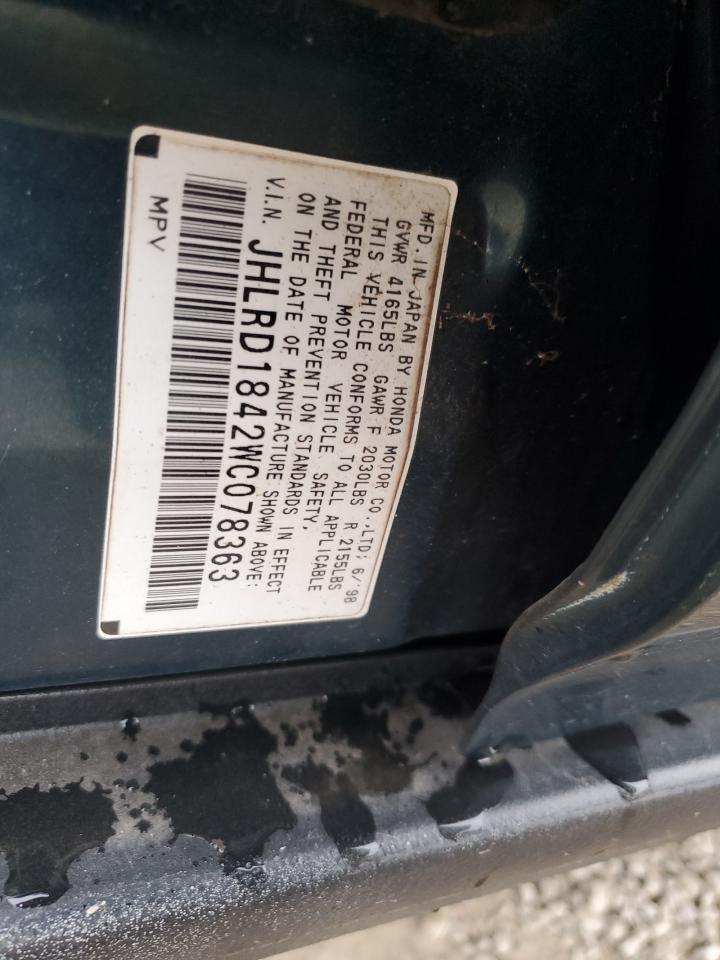 MFD. IN JAPAN BY HONDA MOTOR CO.,LTD; 6/'98
GVWR 4165LBS GAWR F 2030LBS R 2155LBS
THIS VEHICLE CONFORMS TO ALL APPLICABLE
FEDERAL MOTOR VEHICLE SAFETY,
AND THEFT PREVENTION STANDARDS IN EFFECT
ON THE DATE OF MANUFACTURE SHOWN ABOVE:
V.I.N. JHLRD1842WC078363
MPV